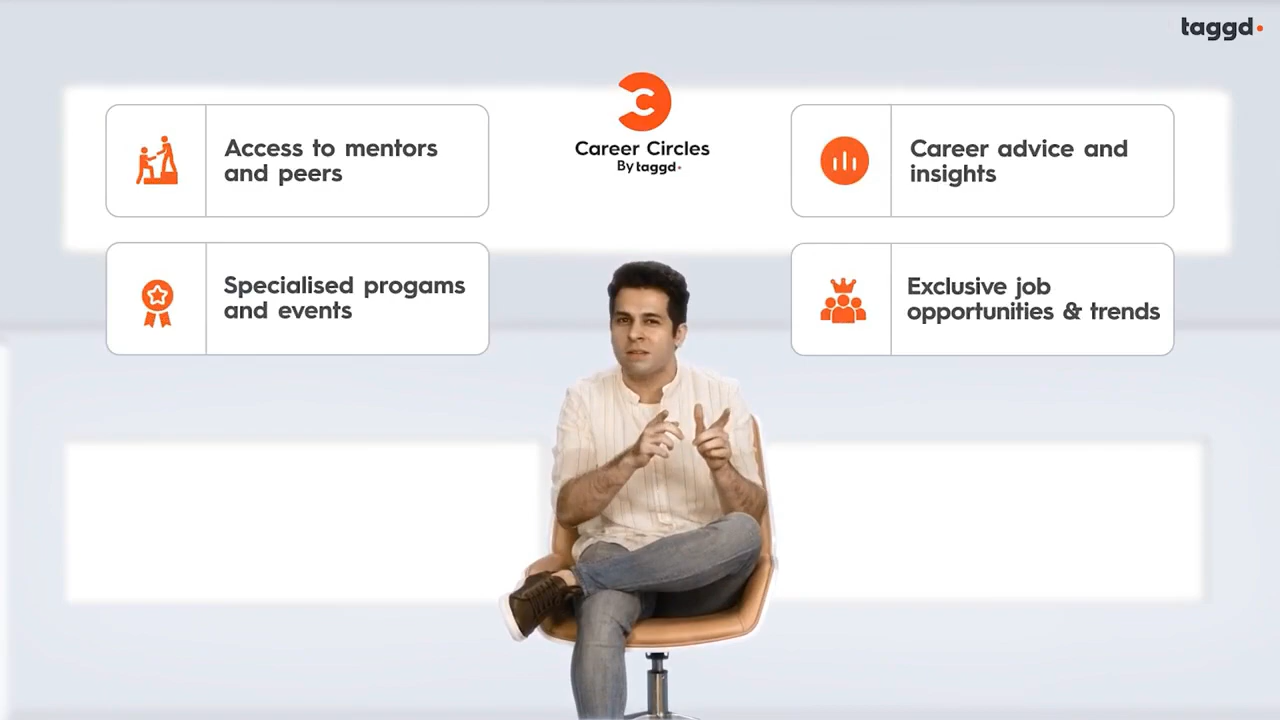 taggd.
Career Circles
By taggd.
Access to mentors
and peers
Career advice and
insights
Specialised progams
and events
Exclusive job
opportunities & trends